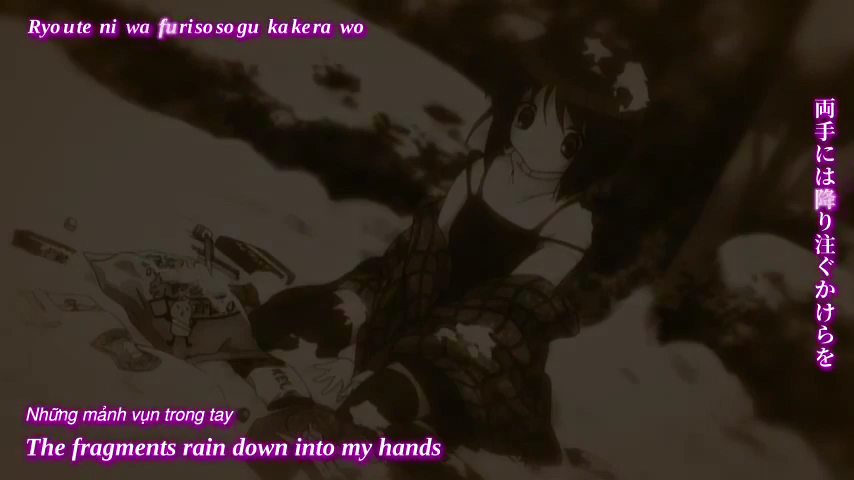 Ryoute ni wa furisosogu kakera wo
両手には降り注ぐかけらを
Những mảnh vụn trong tay
The fragments rain down into my hands